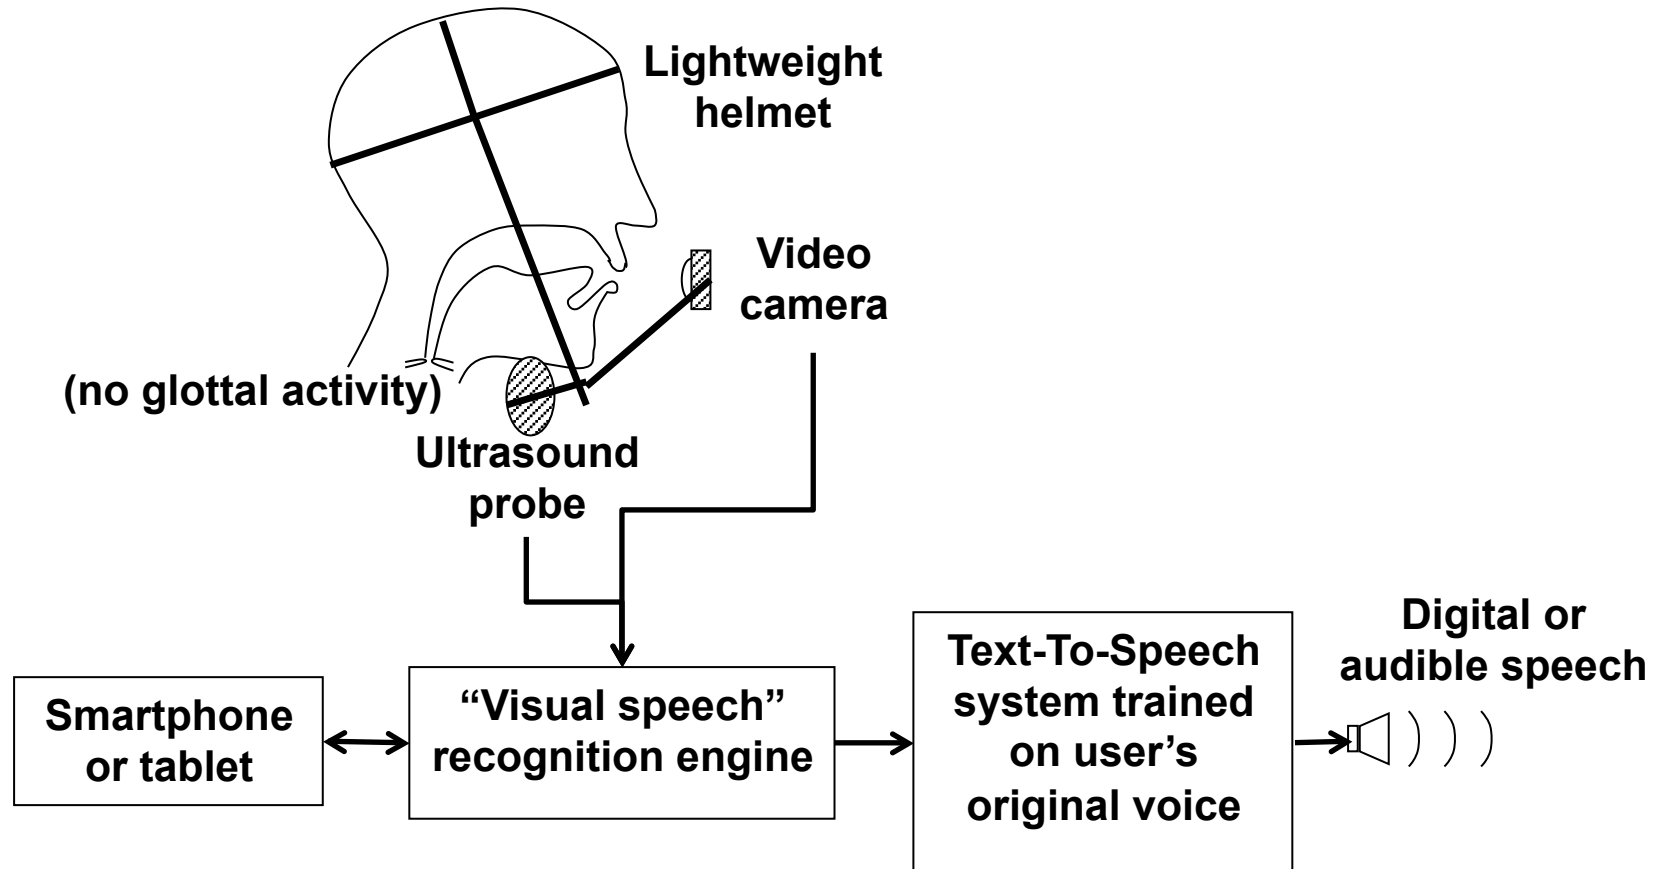 Lightweight
helmet
Video
camera
(no glottal activity)
Ultrasound
probe
Digital or
audible speech
Smartphone
or tablet
“Visual speech”
recognition engine
Text-To-Speech
system trained
on user’s
original voice